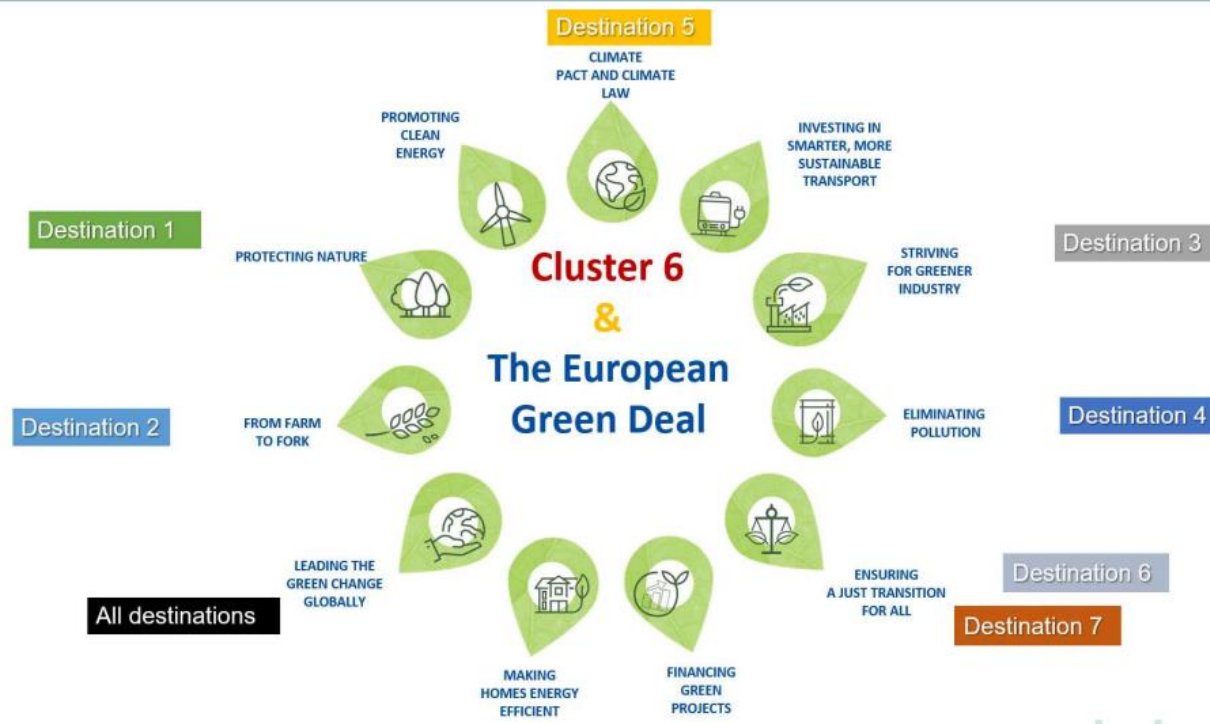 Destination 5
CLIMATE
PACT AND CLIMATE
LAW
PROMOTING
CLEAN
ENERGY
INVESTING IN
SMARTER, MORE
SUSTAINABLE
TRANSPORT
Destination 1
PROTECTING NATURE
STRIVING
FOR GREENER
INDUSTRY
Destination 3
Cluster 6
&
The European
Green Deal
Destination 2
FROM FARM
TO FORK
ELIMINATING
POLLUTION
Destination 4
LEADING THE
GREEN CHANGE
GLOBALLY
All destinations
ENSURING
A JUST TRANSITION
FOR ALL
Destination 6
Destination 7
MAKING
HOMES ENERGY
EFFICIENT
FINANCING
GREEN
PROJECTS